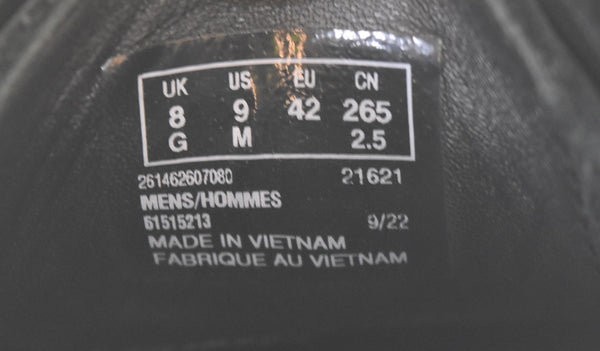 UK US EU CN
8 9 42 265
G M 2.5
261462607080 21621
MENS/HOMMES
61515213 9/22
MADE IN VIETNAM
FABRIQUE AU VIETNAM